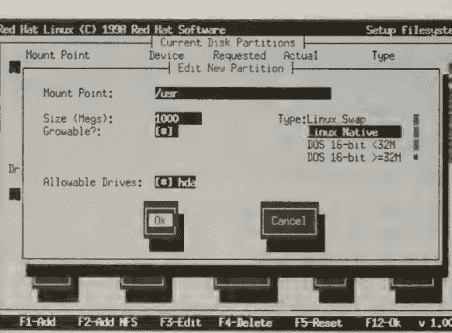 Red Hat Linux (C) 1998 Red Hat Software Setup filesyste
Current Disk Partitions
Mount Point Device Requested Actual Type
Edit New Partition
Mount Point: /usr
Size (Megs): 1000 Type:Linux Swap
Growable?: [*] Linux Native
DOS 16-bit <32M
DOS 16-bit >=32M
Dr
Allowable Drives: [*] hda
Ok Cancel
F1-Add F2-Add NFS F3-Edit F4-Delete F5-Reset F12-Ok v 1.00